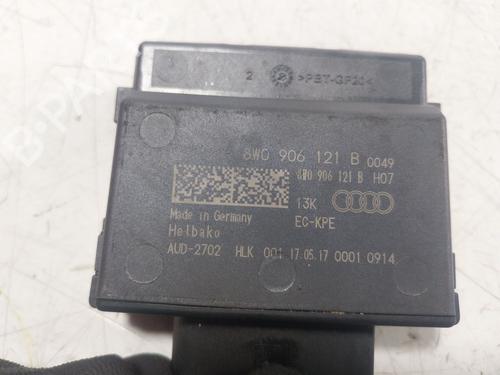 2 >PBT-GF20<
8W0 906 121 B 0049
8W0 906 121 B H07
13K
Made in Germany
EC-KPE
Helbako
AUD-2702 HLK 001 17.05.17 0001 0914
B-PARTS